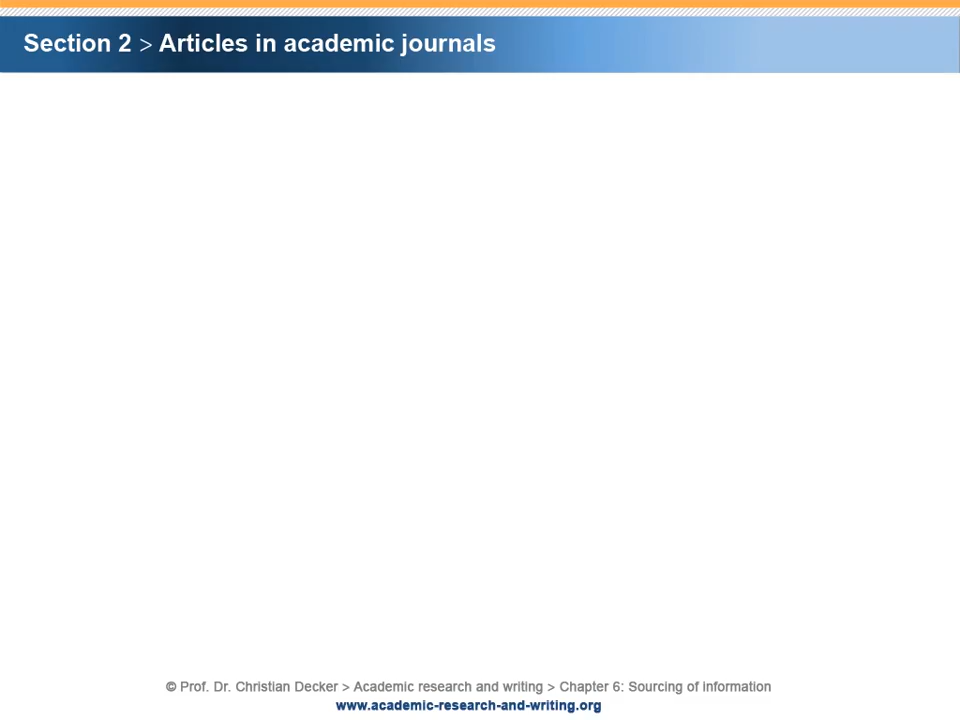 Section 2 > Articles in academic journals
© Prof. Dr. Christian Decker > Academic research and writing > Chapter 6: Sourcing of information
www.academic-research-and-writing.org